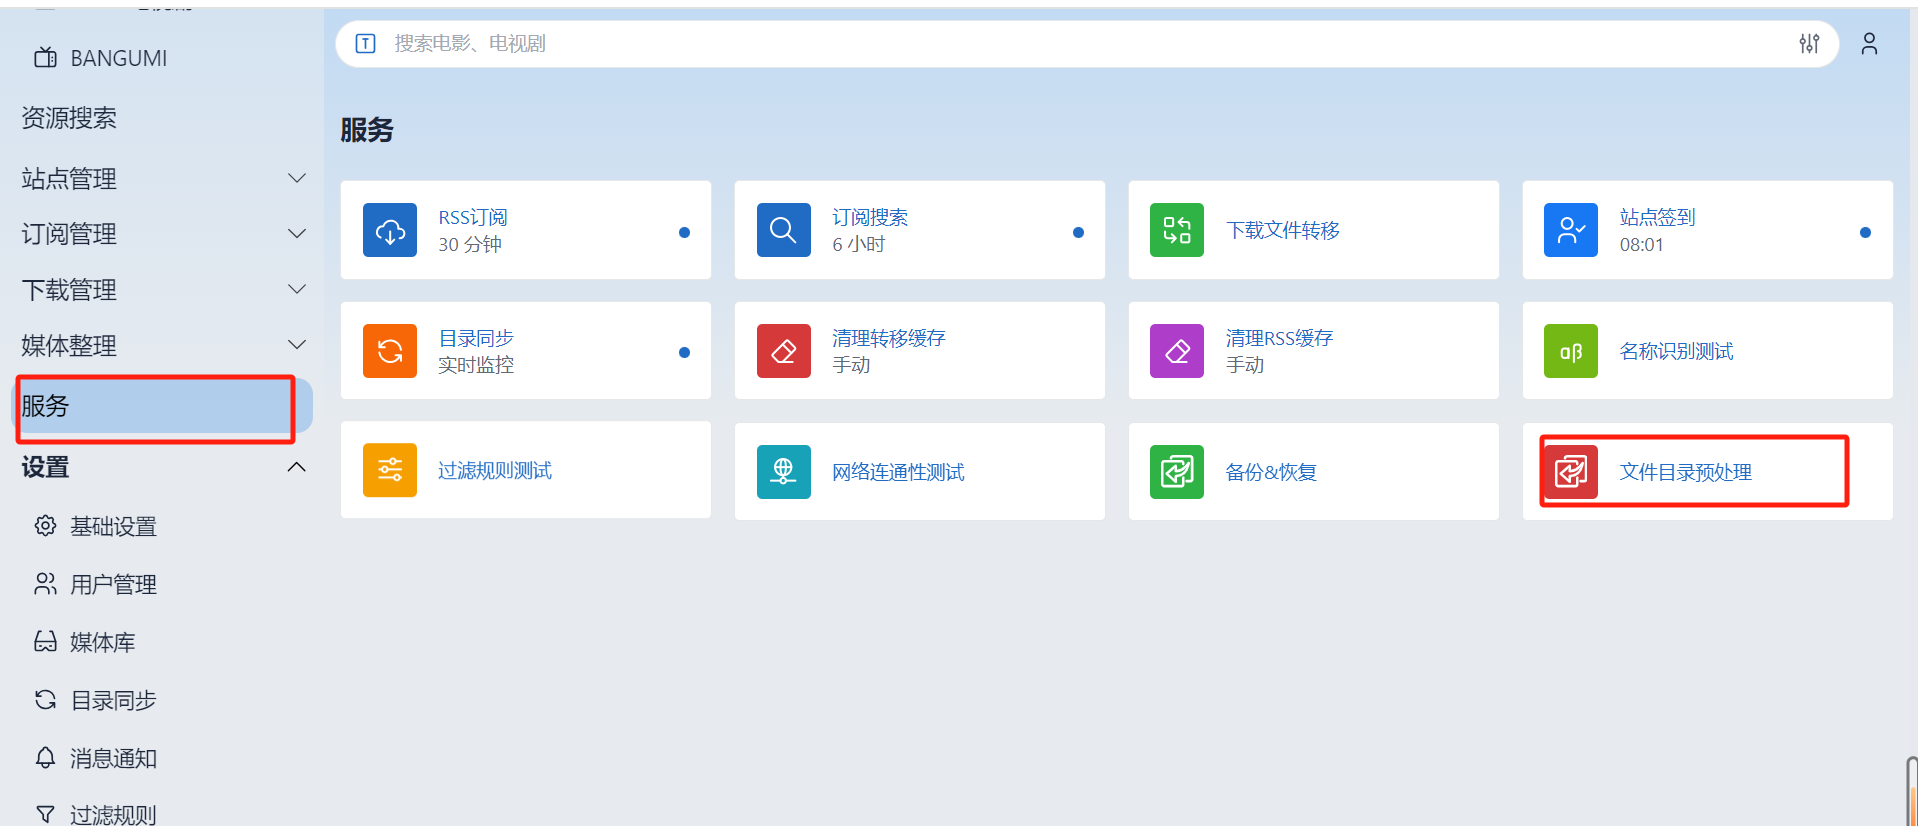 BANGUMI
资源搜索
站点管理
订阅管理
下载管理
媒体整理
服务
设置
基础设置
用户管理
媒体库
目录同步
消息通知
过滤规则
搜索电影、电视剧
服务
RSS订阅
30 分钟
订阅搜索
6 小时
下载文件转移
站点签到
08:01
目录同步
实时监控
清理转移缓存
手动
清理RSS缓存
手动
αβ
名称识别测试
过滤规则测试
网络连通性测试
备份&恢复
文件目录预处理